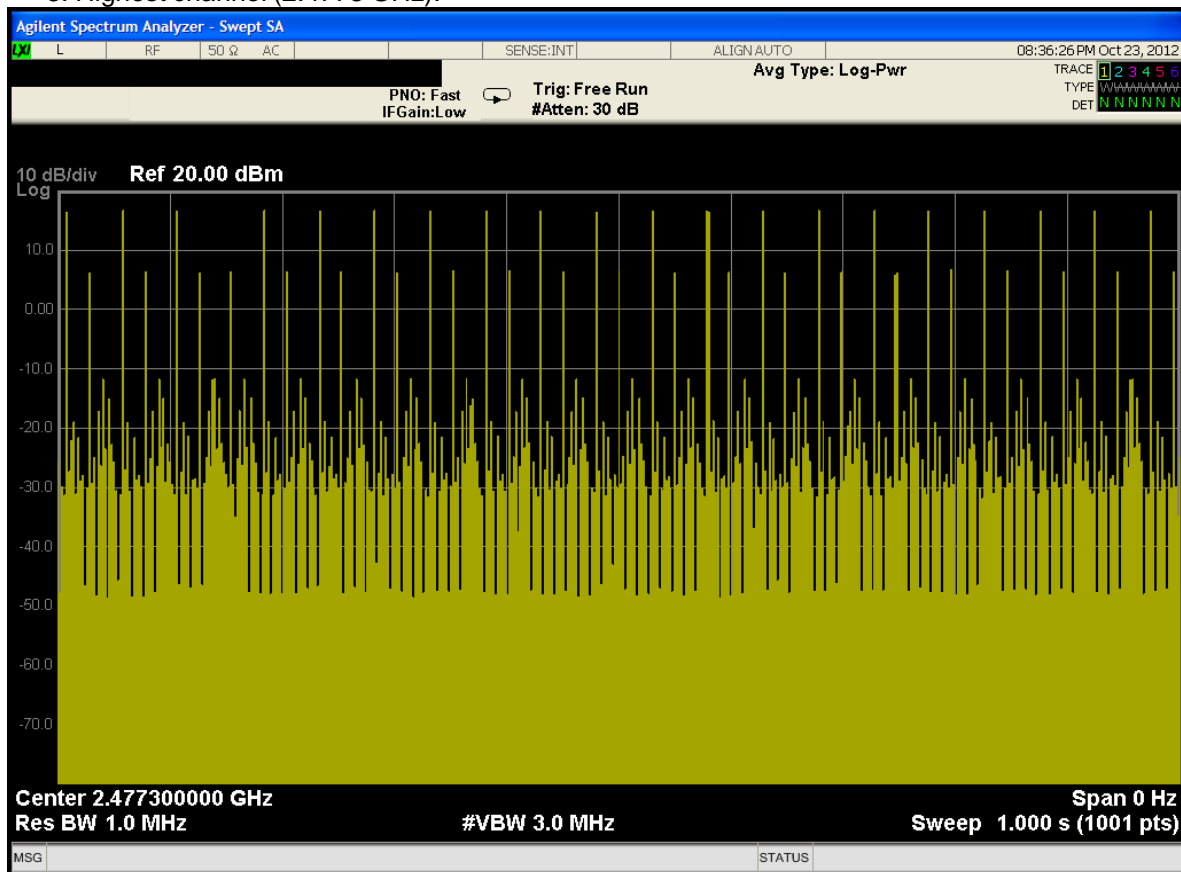 Agilent Spectrum Analyzer - Swept SA
LXI L RF 50 Ω AC SENSE:INT ALIGNAUTO 08:36:26 PM Oct 23, 2012
Avg Type: Log-Pwr TRACE 1 2 3 4 5 6
PNO: Fast Trig: Free Run TYPE
IFGain:Low #Atten: 30 dB DET N N N N N N
10 dB/div Ref 20.00 dBm
Log
10.0
0.00
-10.0
-20.0
-30.0
-40.0
-50.0
-60.0
-70.0
Center 2.477300000 GHz Span 0 Hz
Res BW 1.0 MHz #VBW 3.0 MHz Sweep 1.000 s (1001 pts)
MSG STATUS